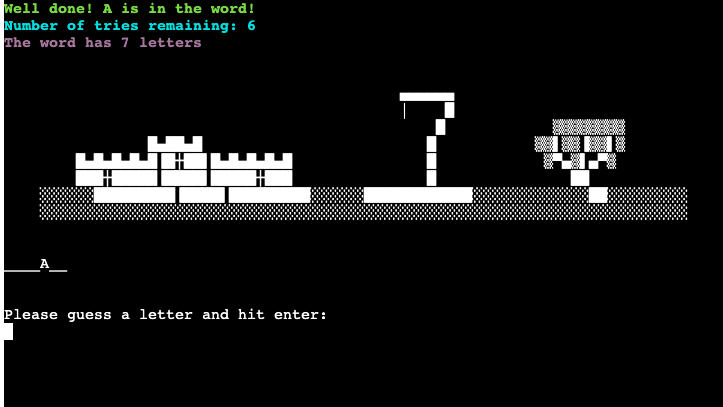 Well done! A is in the word!
Number of tries remaining: 6
The word has 7 letters
____A__
Please guess a letter and hit enter: